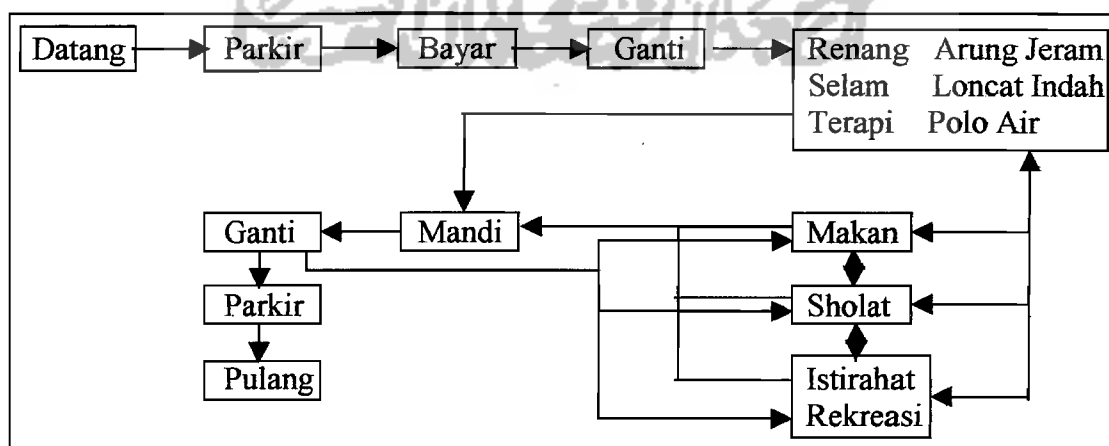 Datang Parkir Bayar Ganti
Renang Arung Jeram
Selam Loncat Indah
Terapi Polo Air
Ganti Mandi Makan
Parkir Sholat
Pulang Istirahat
Rekreasi